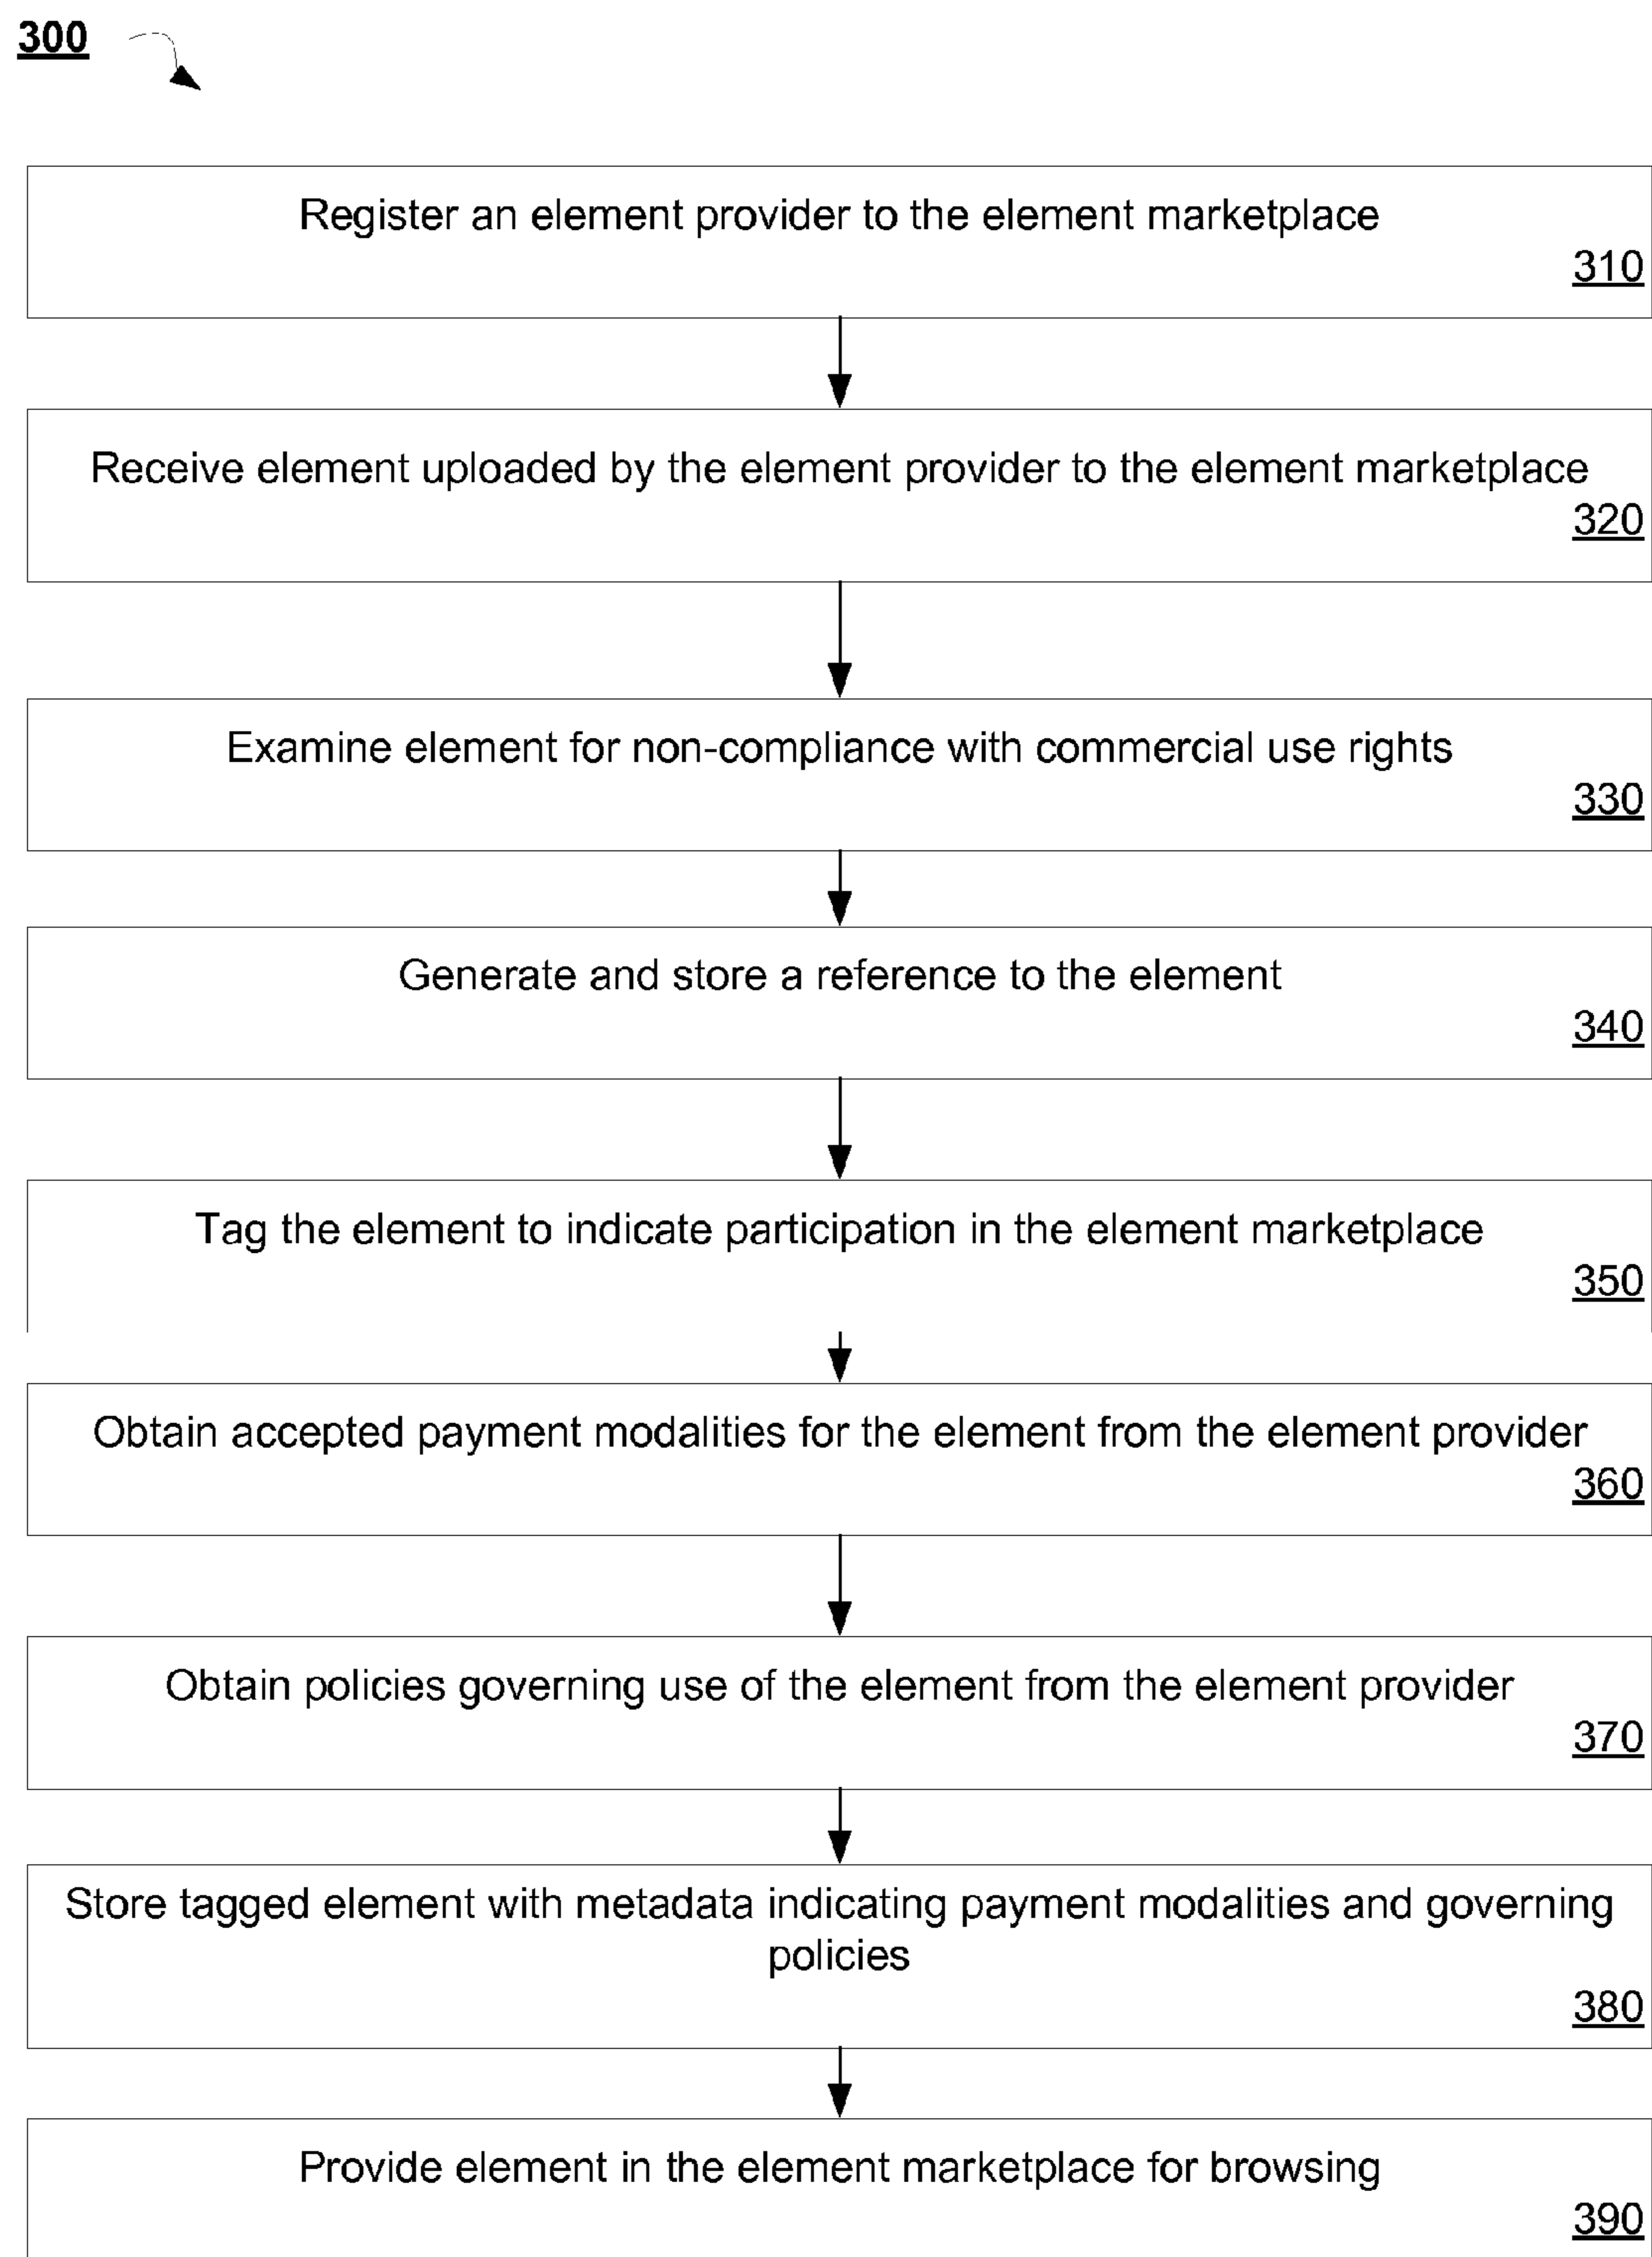 300
Register an element provider to the element marketplace
310
Receive element uploaded by the element provider to the element marketplace
320
Examine element for non-compliance with commercial use rights
330
Generate and store a reference to the element
340
Tag the element to indicate participation in the element marketplace
350
Obtain accepted payment modalities for the element from the element provider
360
Obtain policies governing use of the element from the element provider
370
Store tagged element with metadata indicating payment modalities and governing
policies
380
Provide element in the element marketplace for browsing
390